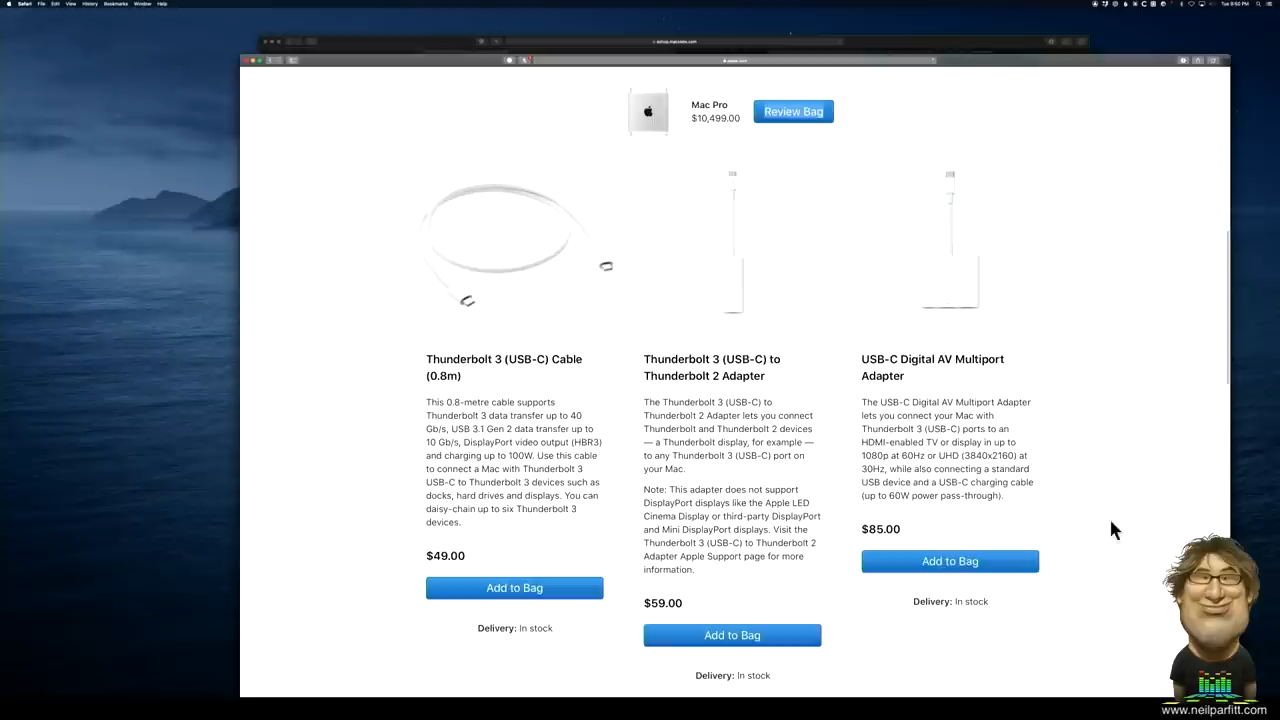 Safari File Edit View History Bookmarks Window Help
Tue 9:50 PM
Mac Pro
$10,499.00
Review Bag
Thunderbolt 3 (USB-C) Cable
(0.8m)
This 0.8-metre cable supports
Thunderbolt 3 data transfer up to 40
Gb/s, USB 3.1 Gen 2 data transfer up to
10 Gb/s, DisplayPort video output (HBR3)
and charging up to 100W. Use this cable
to connect a Mac with Thunderbolt 3
USB-C to Thunderbolt 3 devices such as
docks, hard drives and displays. You can
daisy-chain up to six Thunderbolt 3
devices.
$49.00
Add to Bag
Delivery: In stock
Thunderbolt 3 (USB-C) to
Thunderbolt 2 Adapter
The Thunderbolt 3 (USB-C) to
Thunderbolt 2 Adapter lets you connect
Thunderbolt and Thunderbolt 2 devices
— a Thunderbolt display, for example —
to any Thunderbolt 3 (USB-C) port on
your Mac.
Note: This adapter does not support
DisplayPort displays like the Apple LED
Cinema Display or third-party DisplayPort
and Mini DisplayPort displays. Visit the
Thunderbolt 3 (USB-C) to Thunderbolt 2
Adapter Apple Support page for more
information.
$59.00
Add to Bag
Delivery: In stock
USB-C Digital AV Multiport
Adapter
The USB-C Digital AV Multiport Adapter
lets you connect your Mac with
Thunderbolt 3 (USB-C) ports to an
HDMI-enabled TV or display in up to
1080p at 60Hz or UHD (3840x2160) at
30Hz, while also connecting a standard
USB device and a USB-C charging cable
(up to 60W power pass-through).
$85.00
Add to Bag
Delivery: In stock
www.neilparfitt.com